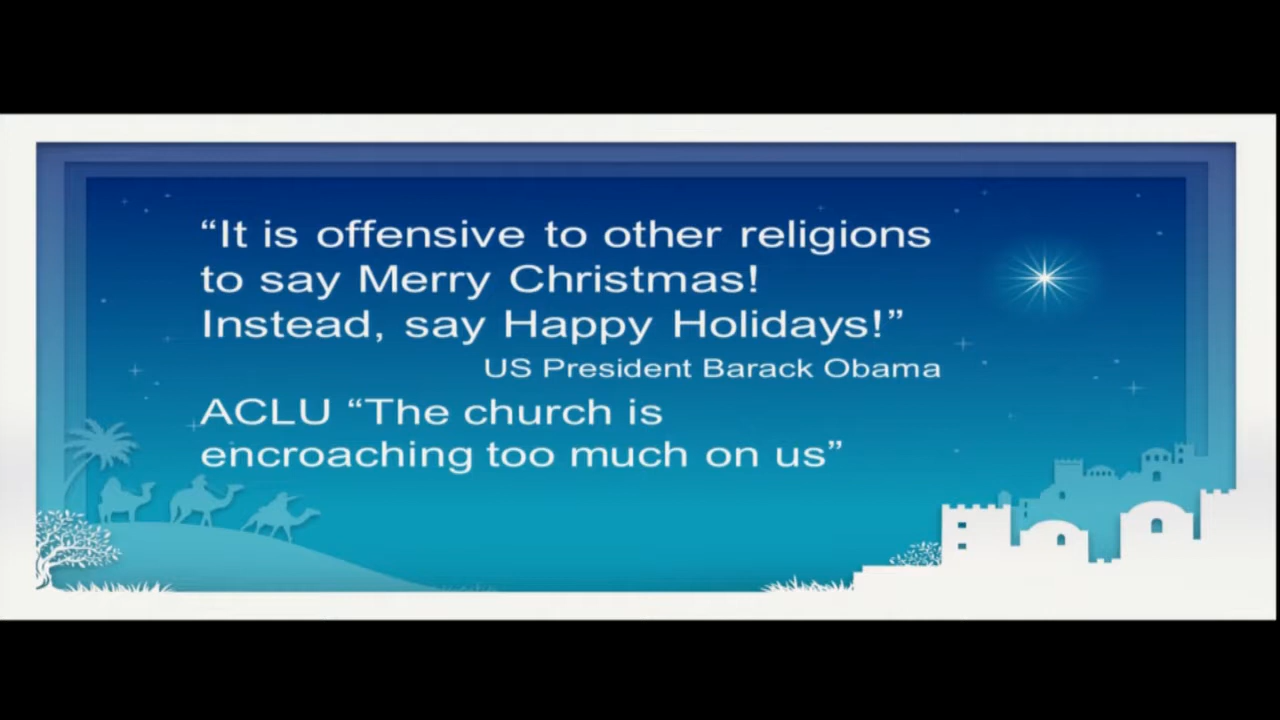 “It is offensive to other religions
to say Merry Christmas!
Instead, say Happy Holidays!”
US President Barack Obama
ACLU “The church is
encroaching too much on us”